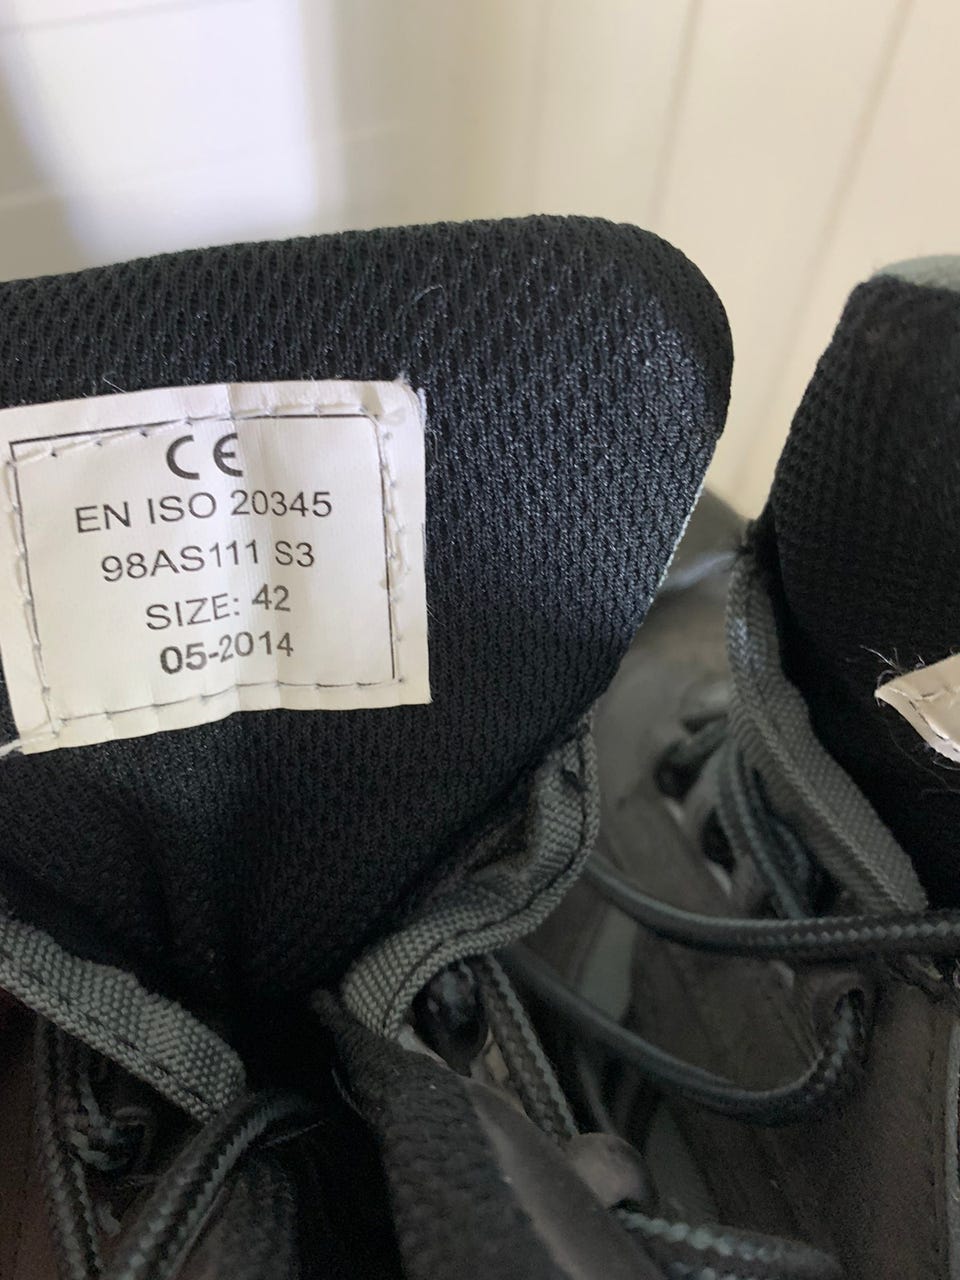 CE
EN ISO 20345
98AS111 S3
SIZE: 42
05-2014